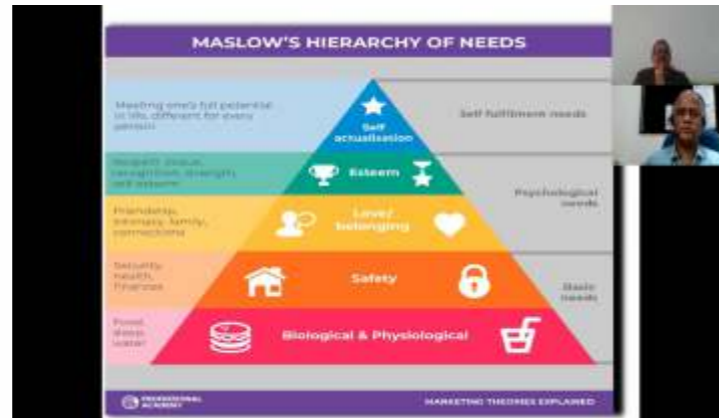 MASLOW'S HIERARCHY OF NEEDS
Meeting one's full potential
in life, different for every
person
Self
actualisation
Self fulfilment needs
Respect, status,
recognition, strength,
self esteem
Esteem
Psychological
needs
Friendship,
intimacy, family,
connections
Love/
belonging
Security,
health,
finances
Safety
Basic
needs
Food,
sleep,
water
Biological & Physiological
PROFESSIONAL
ACADEMY
MARKETING THEORIES EXPLAINED